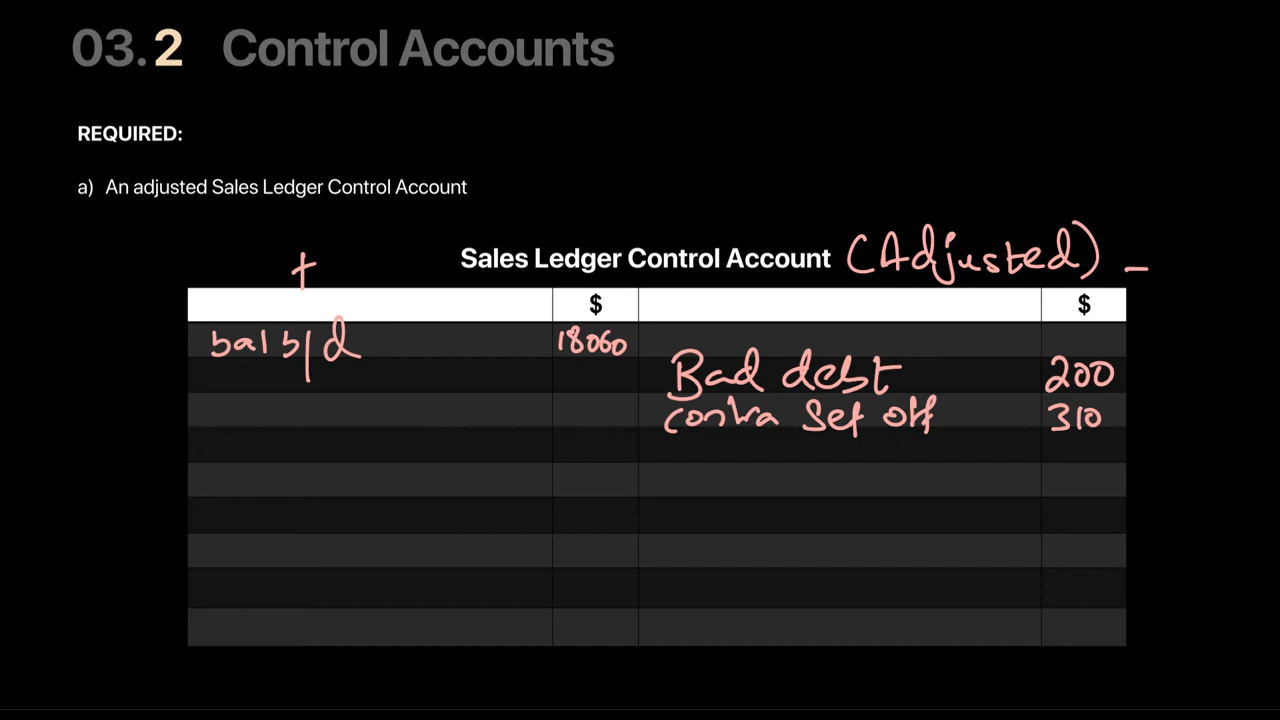 03.2 Control Accounts
REQUIRED:
a) An adjusted Sales Ledger Control Account
+ Sales Ledger Control Account (Adjusted) -
$ $
bal b/d 18060
Bad debt 200
contra Set off 310